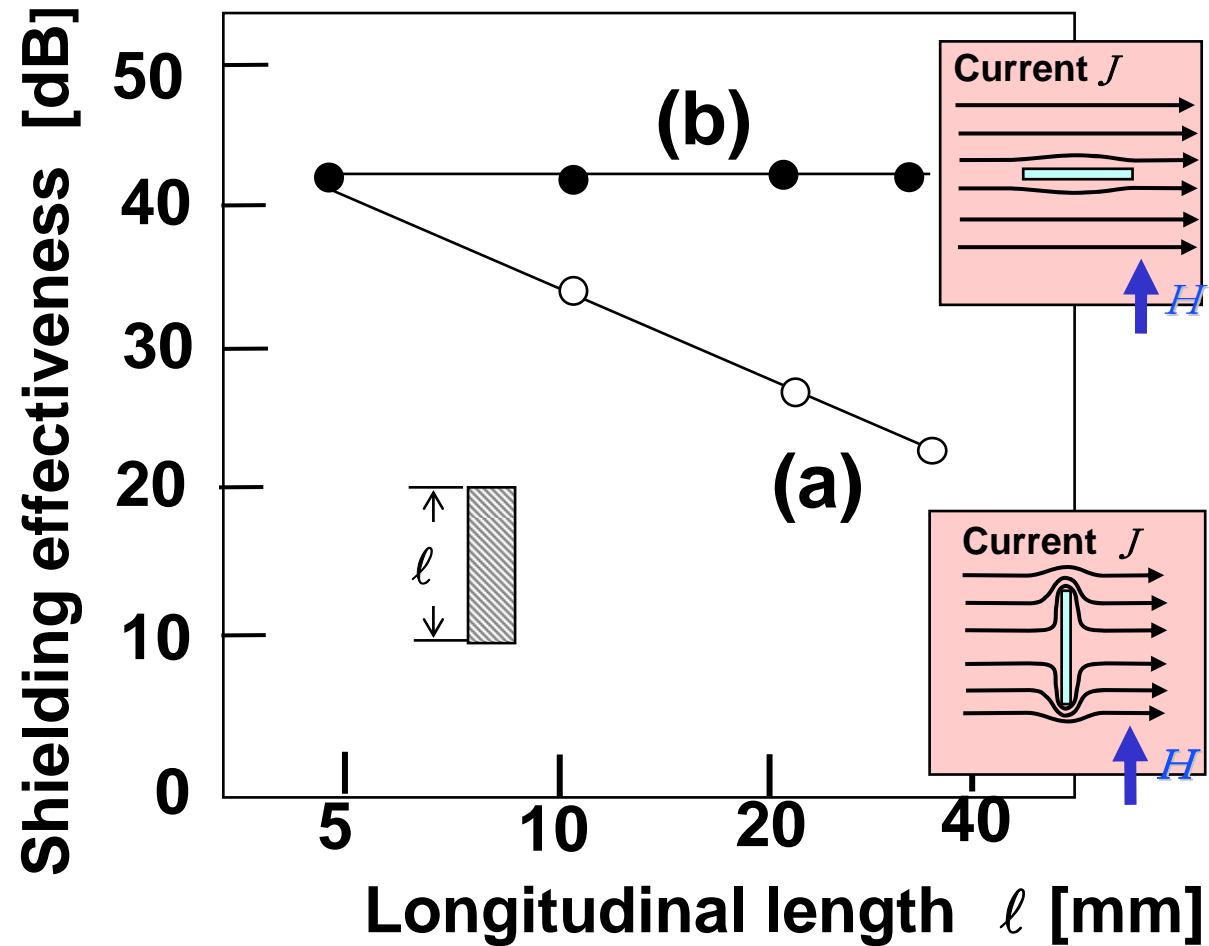 Shielding effectiveness [dB]
50
40
30
20
10
0
5
10
20
40
Longitudinal length ℓ [mm]
(b)
(a)
ℓ
Current J
H
Current J
H